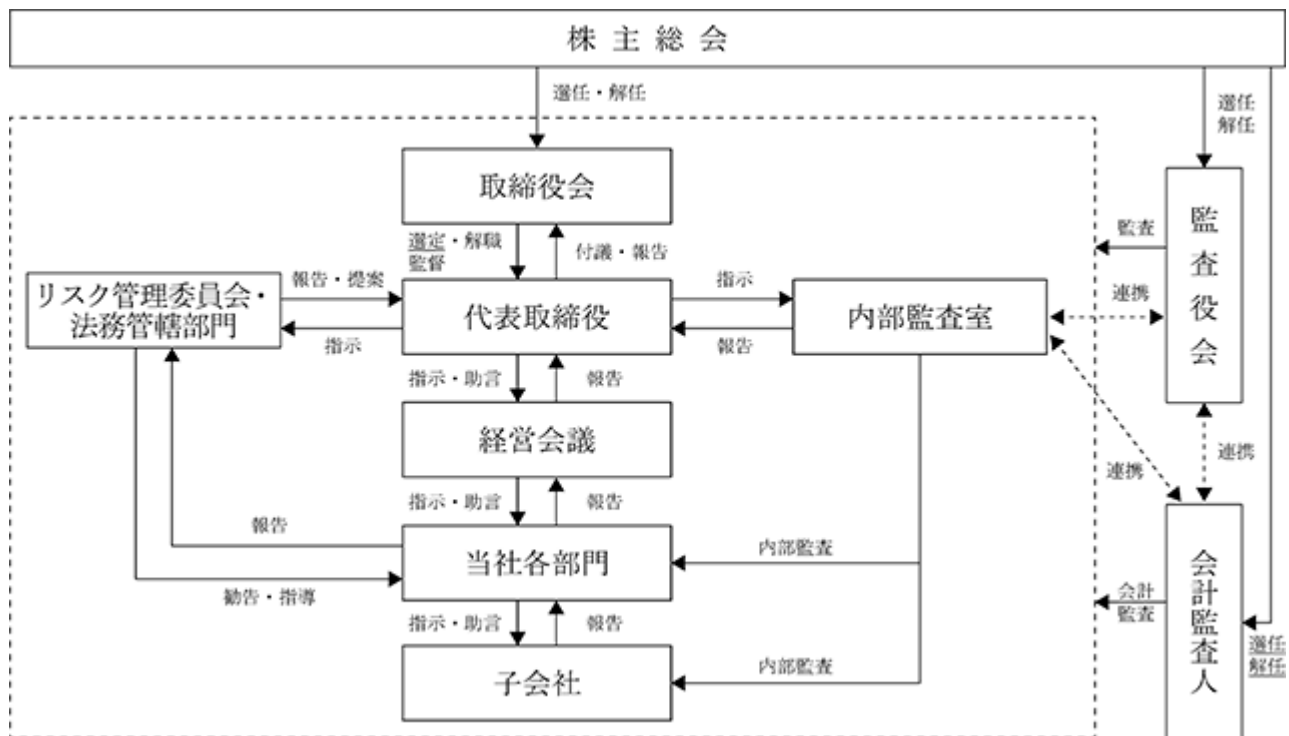 株主総会
選任・解任
選任
解任
取締役会
監査役会
選定・解職
監督
付議・報告
監査
リスク管理委員会・
法務管轄部門
報告・提案
指示
代表取締役
指示
報告
内部監査室
連携
指示・助言
報告
経営会議
連携
連携
指示・助言
報告
報告
当社各部門
内部監査
勧告・指導
会計
監査
会計監査人
指示・助言
報告
選任
解任
子会社
内部監査